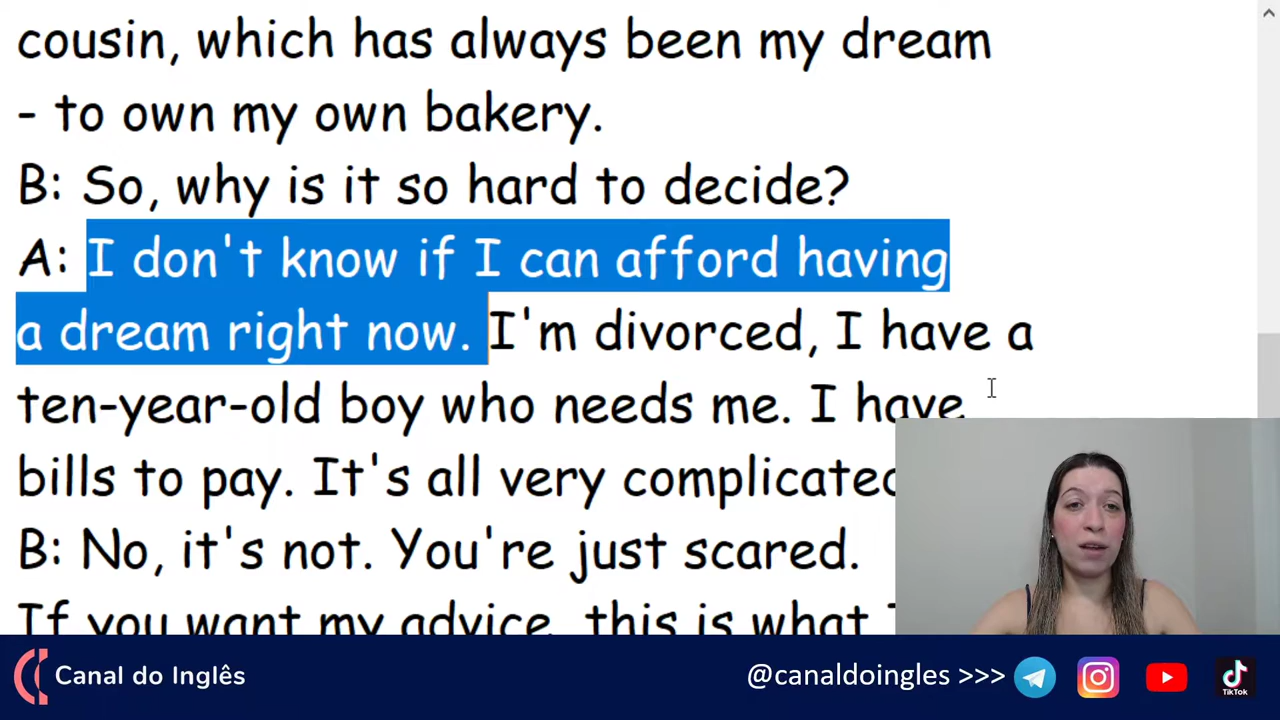 cousin, which has always been my dream
- to own my own bakery.
B: So, why is it so hard to decide?
A: I don't know if I can afford having
a dream right now. I'm divorced, I have a
ten-year-old boy who needs me. I have
bills to pay. It's all very complicated
B: No, it's not. You're just scared.
If you want my advice, this is what I
Canal do Inglês
@canaldoingles >>>
TikTok